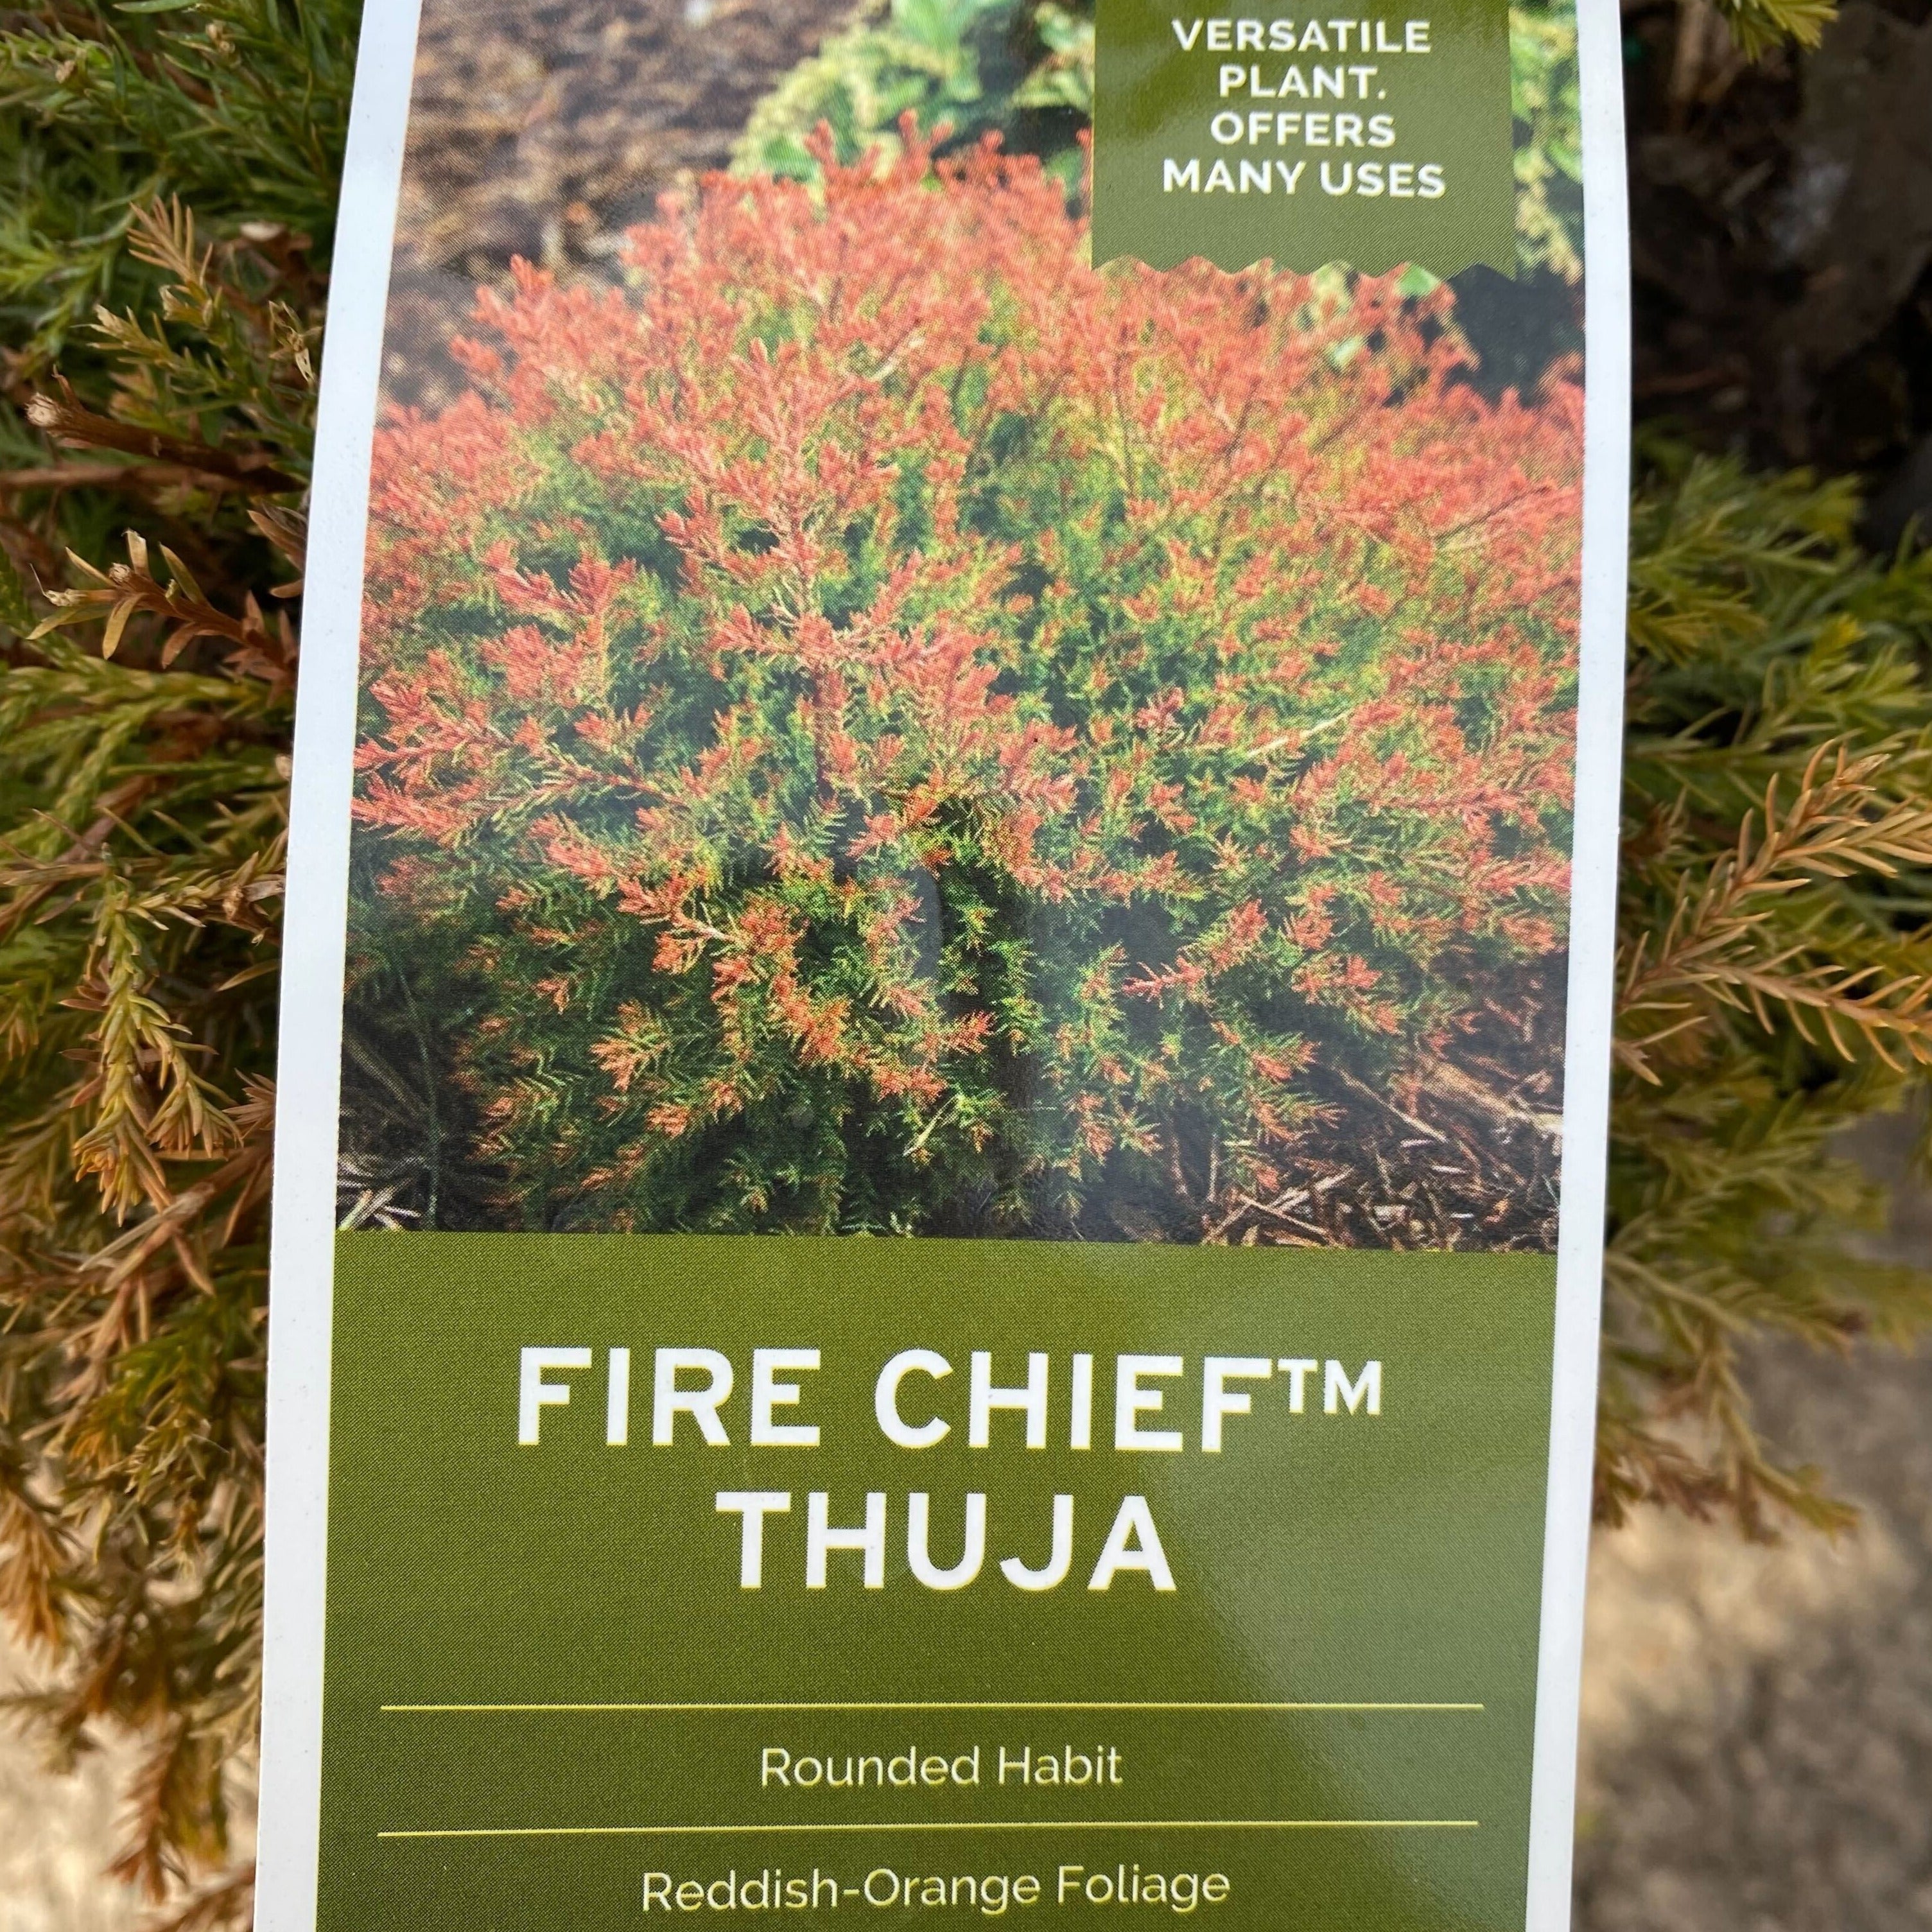 VERSATILE
PLANT.
OFFERS
MANY USES
FIRE CHIEF™
THUJA
Rounded Habit
Reddish-Orange Foliage